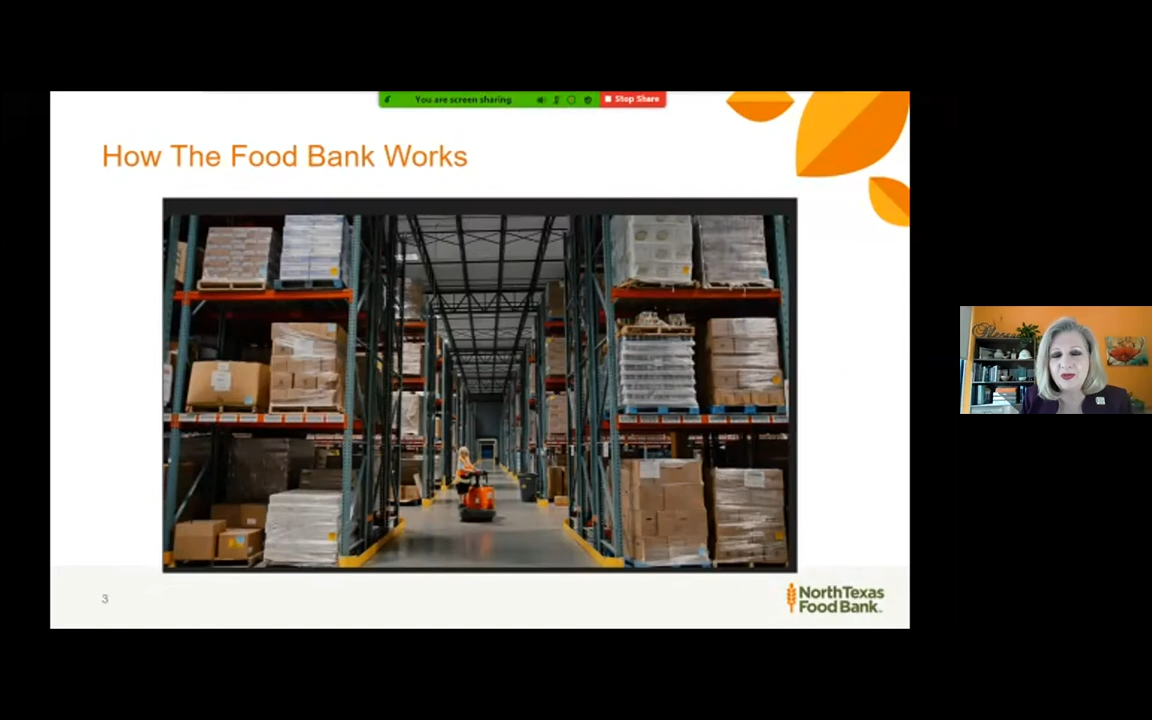 You are screen sharing
Stop Share
How The Food Bank Works
3
North Texas
Food Bank